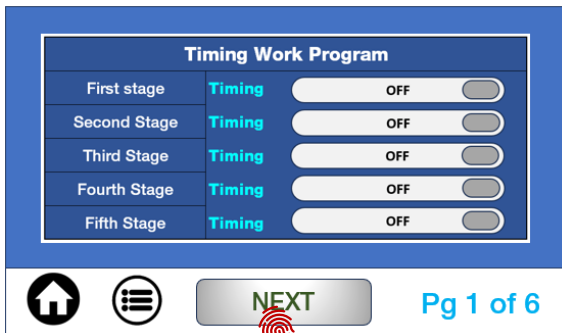 Timing Work Program
First stage Timing OFF
Second Stage Timing OFF
Third Stage Timing OFF
Fourth Stage Timing OFF
Fifth Stage Timing OFF
NEXT Pg 1 of 6